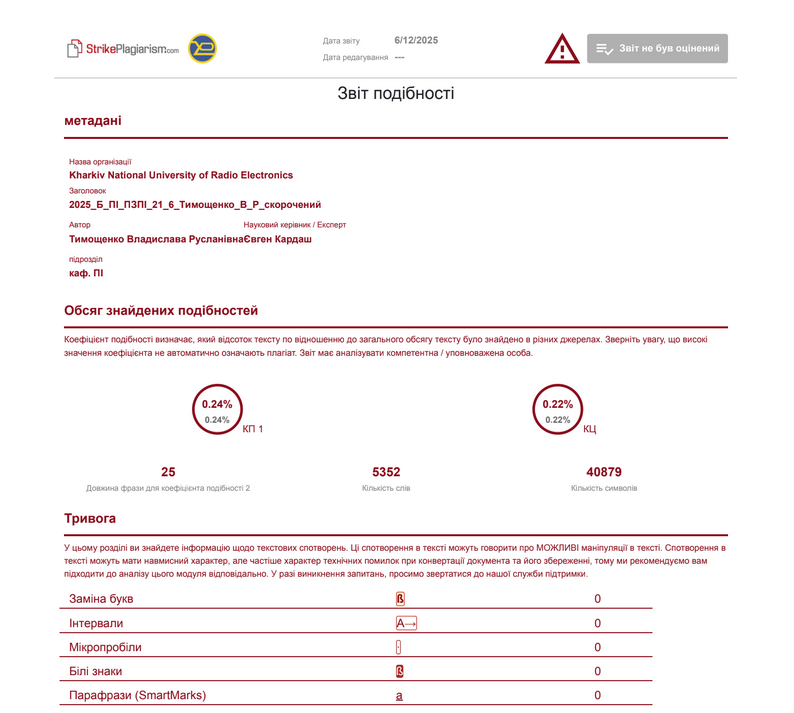 StrikePlagiarism.com
Дата звіту 6/12/2025
Дата редагування ---
Звіт не був оцінений
Звіт подібності
метадані
Назва організації
Kharkiv National University of Radio Electronics
Заголовок
2025_Б_ПІ_ПЗПІ_21_6_Тимощенко_В_Р_скорочений
Автор Науковий керівник / Експерт
Тимощенко Владислава РусланівнаЄвген Кардаш
підрозділ
каф. ПІ
Обсяг знайдених подібностей
Коефіцієнт подібності визначає, який відсоток тексту по відношенню до загального обсягу тексту було знайдено в різних джерелах. Зверніть увагу, що високі
значення коефіцієнта не автоматично означають плагіат. Звіт має аналізувати компетентна / уповноважена особа.
0.24%
0.24%
КП 1
0.22%
0.22%
КЦ
25 5352 40879
Довжина фрази для коефіцієнта подібності 2 Кількість слів Кількість символів
Тривога
У цьому розділі ви знайдете інформацію щодо текстових спотворень. Ці спотворення в тексті можуть говорити про МОЖЛИВІ маніпуляції в тексті. Спотворення в
тексті можуть мати навмисний характер, але частіше характер технічних помилок при конвертації документа та його збереженні, тому ми рекомендуємо вам
підходити до аналізу цього модуля відповідально. У разі виникнення запитань, просимо звертатися до нашої служби підтримки.
Заміна букв ß 0
Інтервали A→ 0
Мікропробіли · 0
Білі знаки ß 0
Парафрази (SmartMarks) a 0